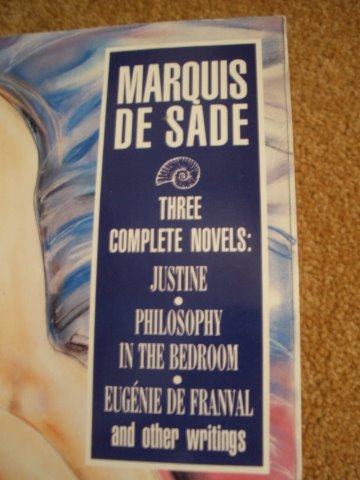 MARQUIS
DE SADE
THREE
COMPLETE NOVELS:
JUSTINE
•
PHILOSOPHY
IN THE BEDROOM
•
EUGÉNIE DE FRANVAL
and other writings